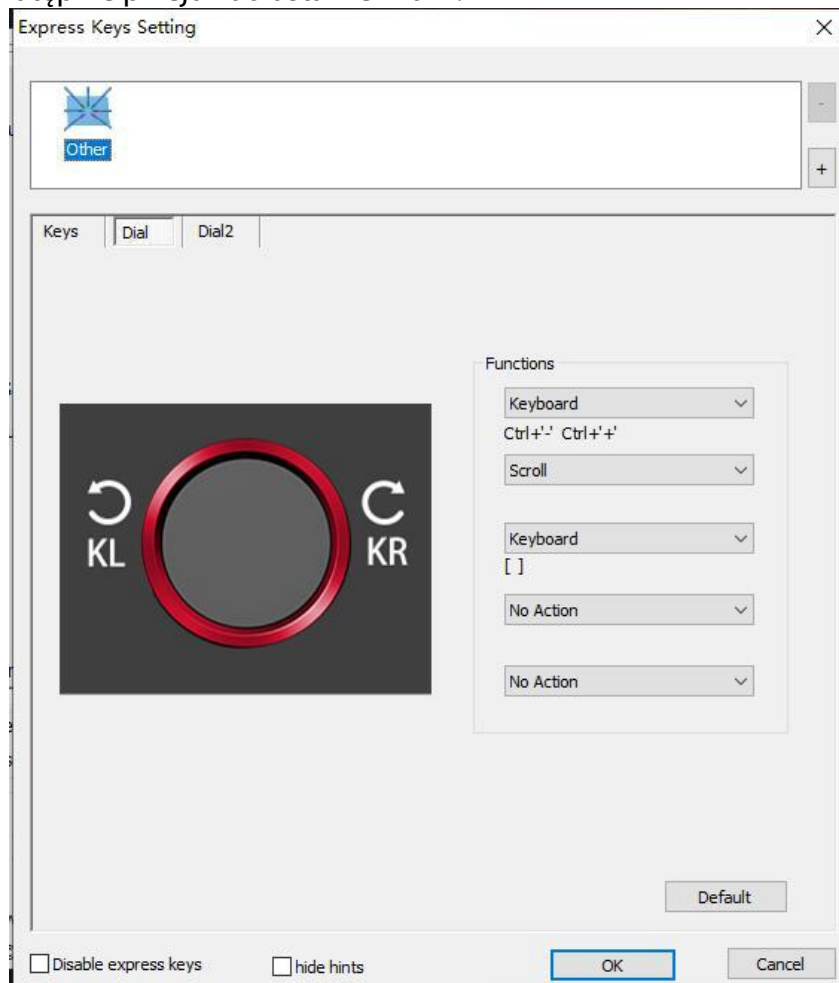 Express Keys Setting
Other
-
+
Keys Dial Dial2
Functions
Keyboard
Ctrl+'-' Ctrl+'+'
Scroll
KL KR
Keyboard
[ ]
No Action
No Action
Default
Disable express keys hide hints OK Cancel